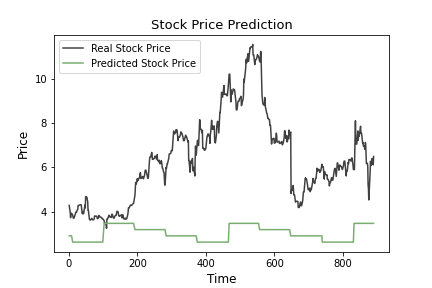 Stock Price Prediction
Real Stock Price
Predicted Stock Price
Price
10
8
6
4
0 200 400 600 800
Time